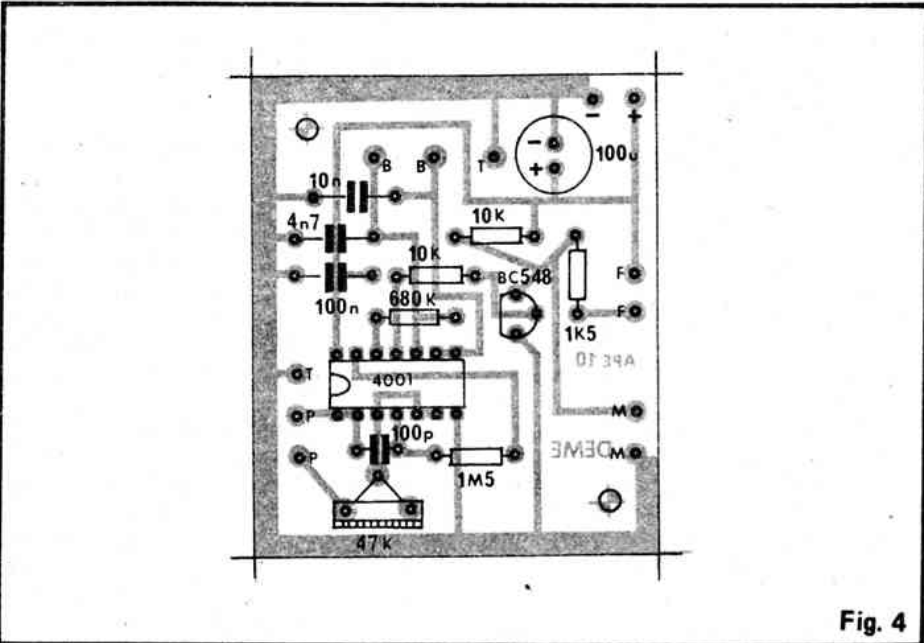 - +
B B T - + 100u
10n
4n7
10K
10K
BC548
F
100n
680K
F
1K5
APE 10
T
4001
P
M
100p
DEME
M
P
1M5
47K
Fig. 4